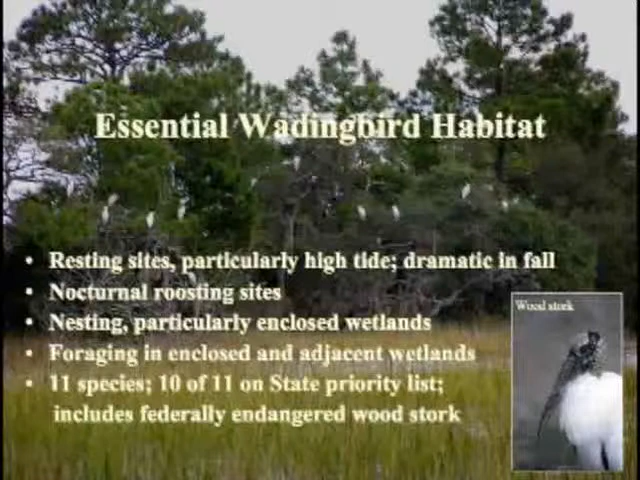 Essential Wadingbird Habitat
• Resting sites, particularly high tide; dramatic in fall
• Nocturnal roosting sites
• Nesting, particularly enclosed wetlands
• Foraging in enclosed and adjacent wetlands
• 11 species; 10 of 11 on State priority list;
includes federally endangered wood stork
Wood stork